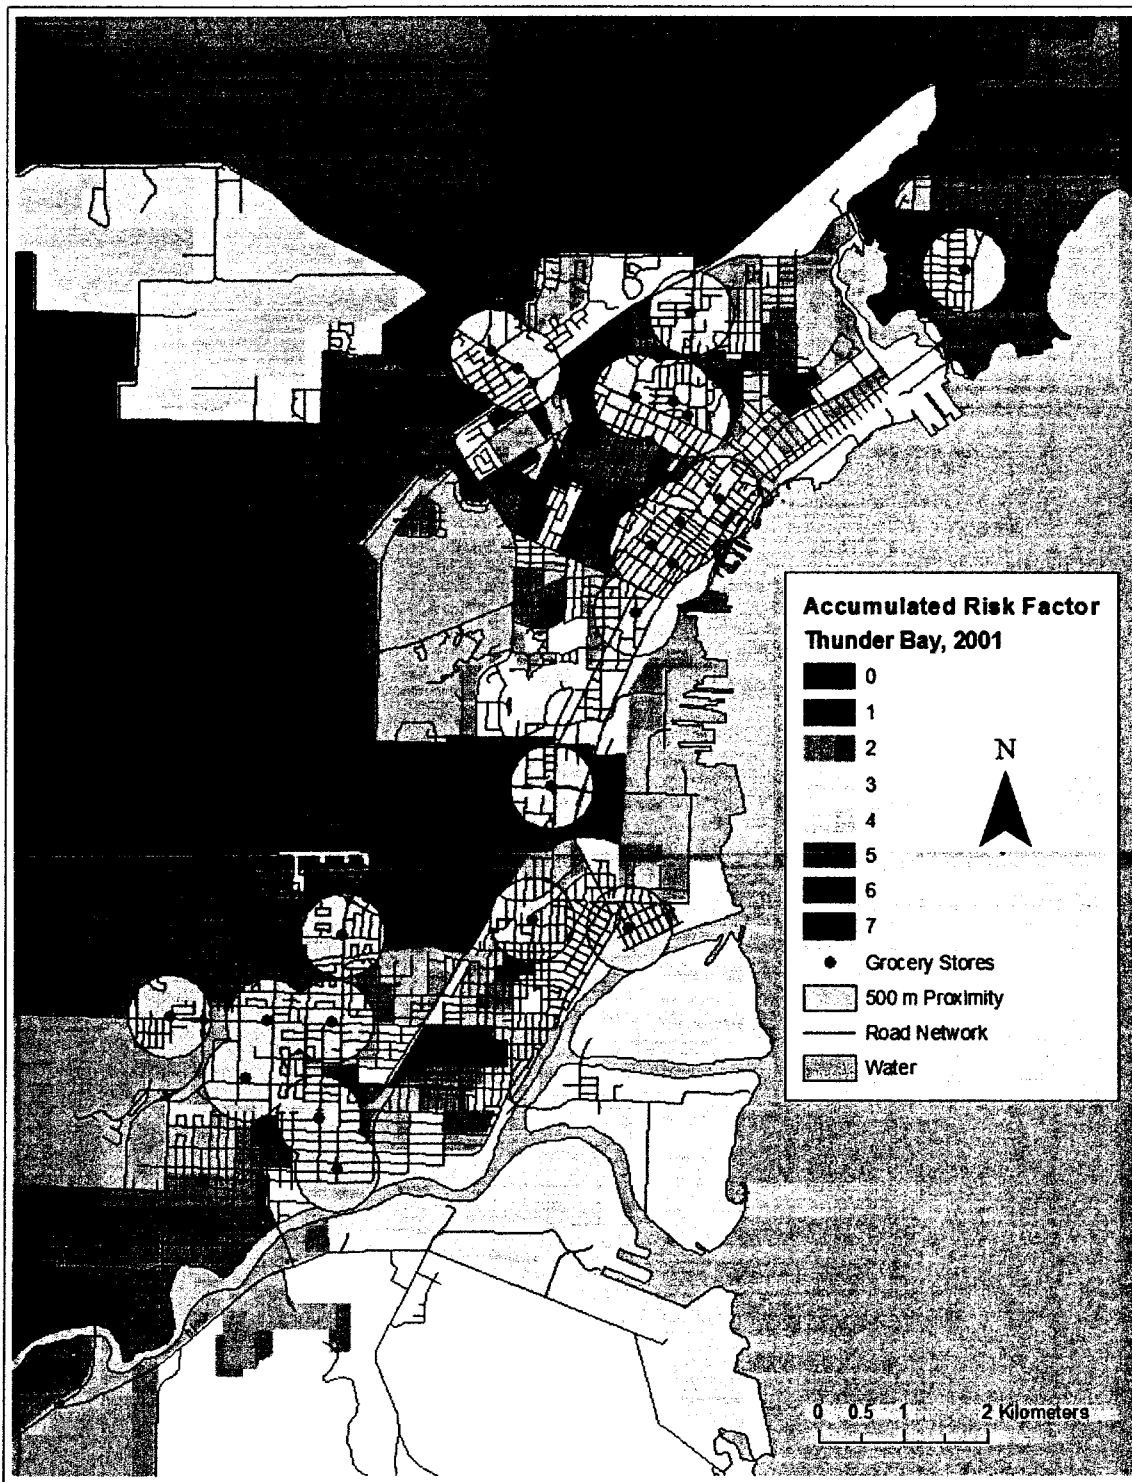 Accumulated Risk Factor
Thunder Bay, 2001
0
1
2
3
4
5
6
7
Grocery Stores
500 m Proximity
Road Network
Water
N
0 0.5 1 2 Kilometers